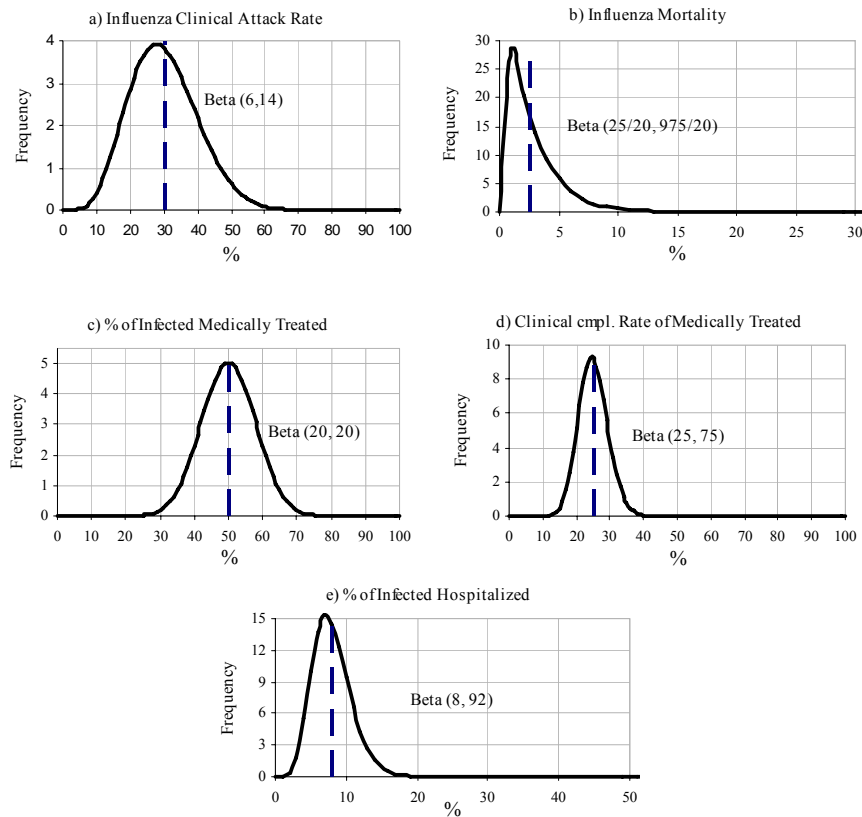 a) Influenza Clinical Attack Rate
4
3
2
1
0
Frequency
Beta (6,14)
0 10 20 30 40 50 60 70 80 90 100
%
b) Influenza Mortality
30
25
20
15
10
5
0
Frequency
Beta (25/20, 975/20)
0 5 10 15 20 25 30
%
c) % of Infected Medically Treated
5
4
3
2
1
0
Frequency
Beta (20, 20)
0 10 20 30 40 50 60 70 80 90 100
%
d) Clinical cmpl. Rate of Medically Treated
10
8
6
4
2
0
Frequency
Beta (25, 75)
0 10 20 30 40 50 60 70 80 90 100
%
e) % of Infected Hospitalized
15
12
9
6
3
0
Frequency
Beta (8, 92)
0 10 20 30 40 50
%